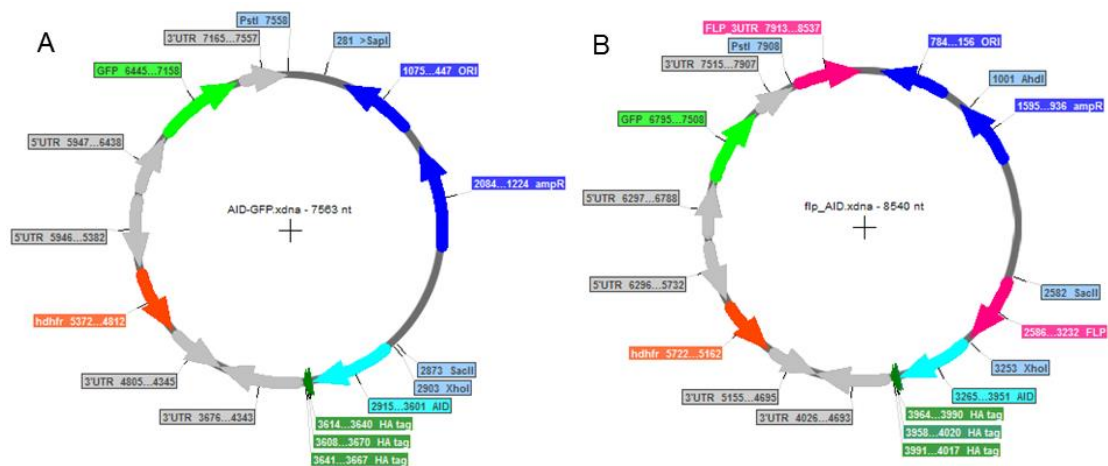 A
PstI 7558
3'UTR 7165...7557
281 >SapI
GFP 6445...7158
1075...447 ORI
5'UTR 5947...6438
2084...1224 ampR
AID-GFP.xdna - 7563 nt
5'UTR 5946...5382
hdhfr 5372...4812
2873 SacII
2903 XhoI
3'UTR 4805...4345
2915...3601 AID
3'UTR 3676...4343
3614...3640 HA tag
3608...3670 HA tag
3641...3667 HA tag
B
FLP_3UTR 7913...8537
784...156 ORI
PstI 7908
3'UTR 7515...7907
1001 AhdI
GFP 6795...7508
1595...936 ampR
5'UTR 6297...6788
flp_AID.xdna - 8540 nt
5'UTR 6296...5732
2582 SacII
2586...3232 FLP
hdhfr 5722...5162
3253 XhoI
3'UTR 5155...4695
3265...3951 AID
3'UTR 4026...4693
3964...3990 HA tag
3958...4020 HA tag
3991...4017 HA tag